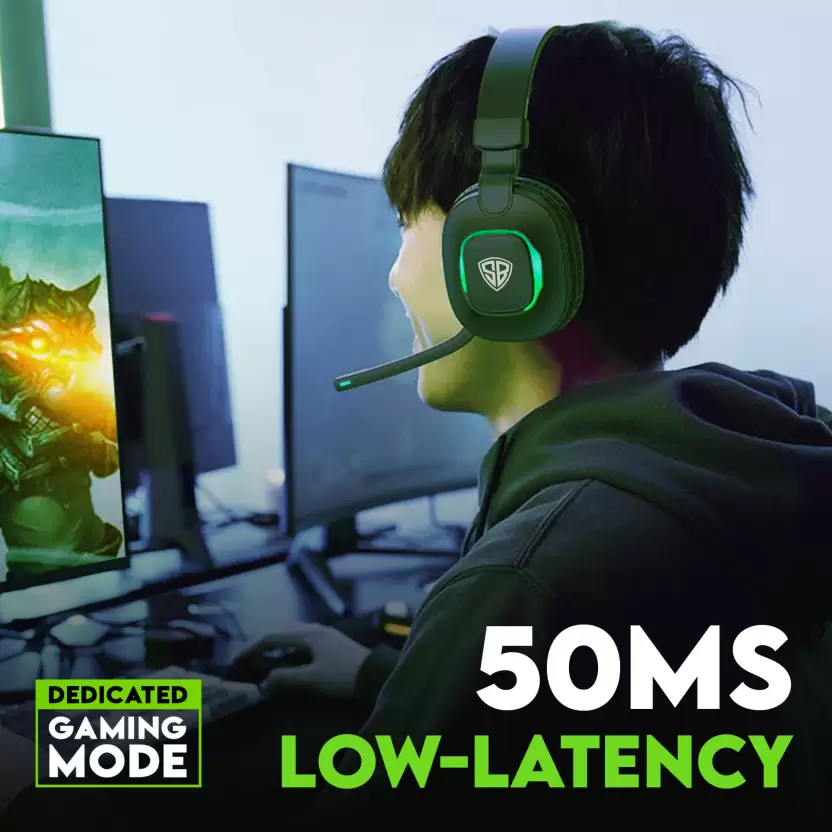 SB
50MS
LOW-LATENCY
DEDICATED
GAMING
MODE